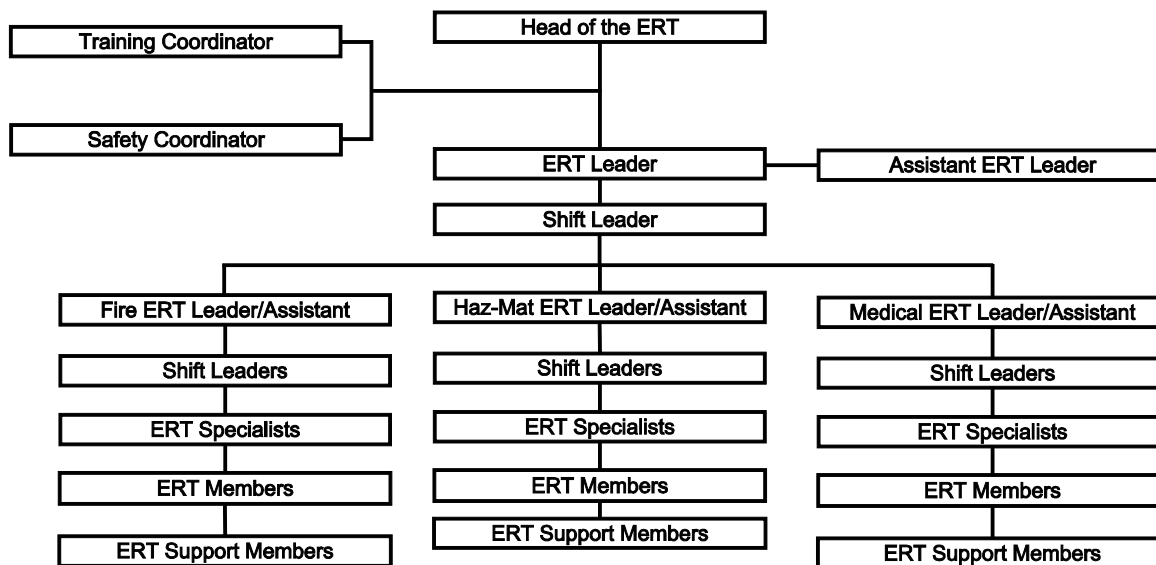 Head of the ERT
Training Coordinator
Safety Coordinator
ERT Leader
Assistant ERT Leader
Shift Leader
Fire ERT Leader/Assistant
Shift Leaders
ERT Specialists
ERT Members
ERT Support Members
Haz-Mat ERT Leader/Assistant
Shift Leaders
ERT Specialists
ERT Members
ERT Support Members
Medical ERT Leader/Assistant
Shift Leaders
ERT Specialists
ERT Members
ERT Support Members